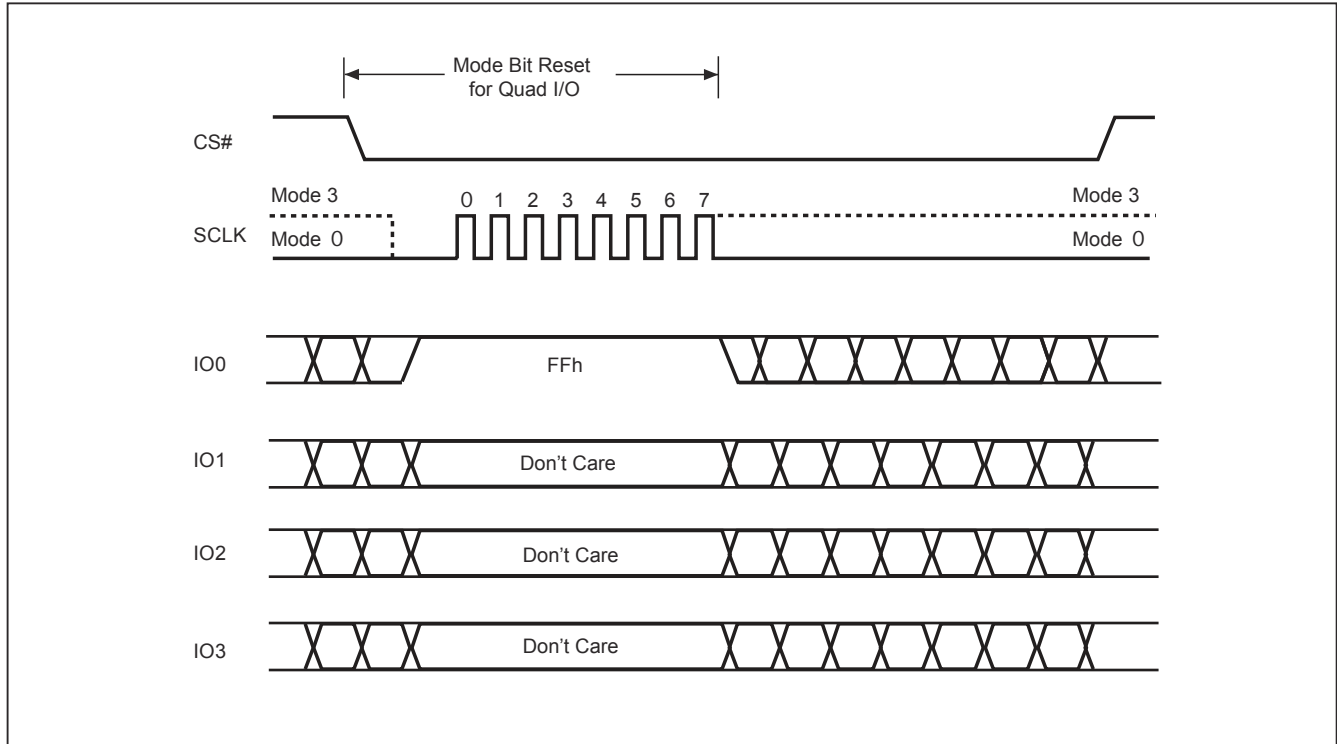 Mode Bit Reset
for Quad I/O
CS#
Mode 3
0 1 2 3 4 5 6 7
Mode 3
SCLK
Mode 0
Mode 0
IO0
FFh
IO1
Don't Care
IO2
Don't Care
IO3
Don't Care